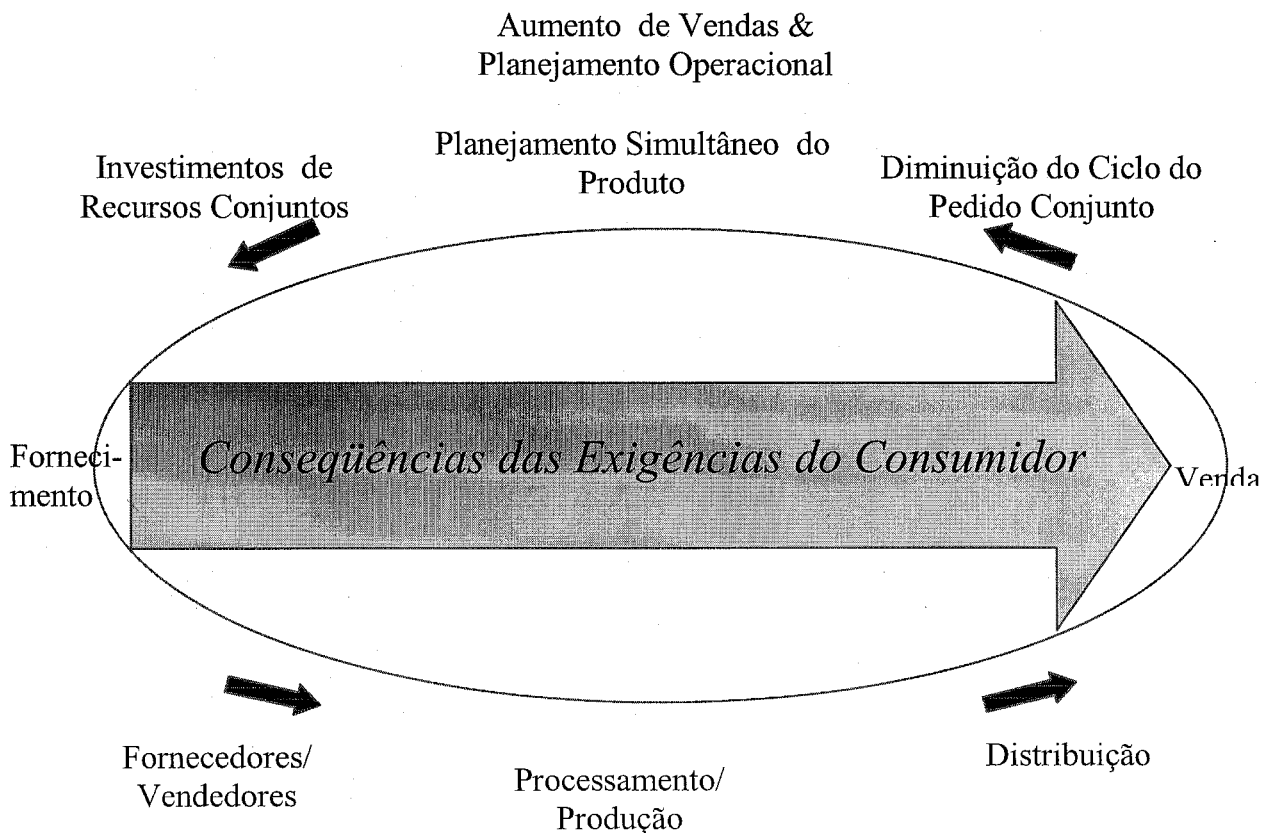 Aumento de Vendas &
Planejamento Operacional
Planejamento Simultâneo do
Produto
Investimentos de
Recursos Conjuntos
Diminuição do Ciclo do
Pedido Conjunto
Forneci-
mento
Conseqüências das Exigências do Consumidor
Venda
Fornecedores/
Vendedores
Processamento/
Produção
Distribuição